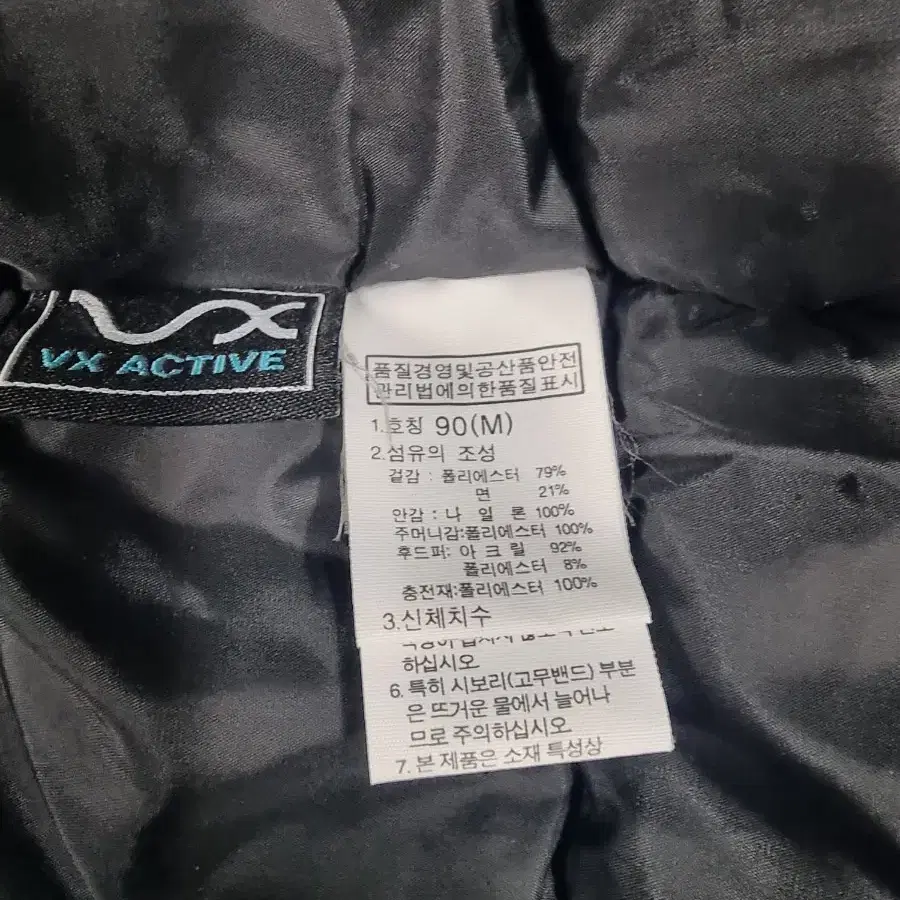 VX
VX ACTIVE
품질경영및공산품안전
관리법에의한품질표시
1.호칭 90(M)
2.섬유의 조성
겉감 : 폴리에스터 79%
면 21%
안감 : 나 일 론 100%
주머니감:폴리에스터 100%
후드퍼: 아 크 릴 92%
폴리에스터 8%
충전재:폴리에스터 100%
3.신체치수
하십시오
6. 특히 시보리(고무밴드) 부분
은 뜨거운 물에서 늘어나
므로 주의하십시오
7. 본 제품은 소재 특성상